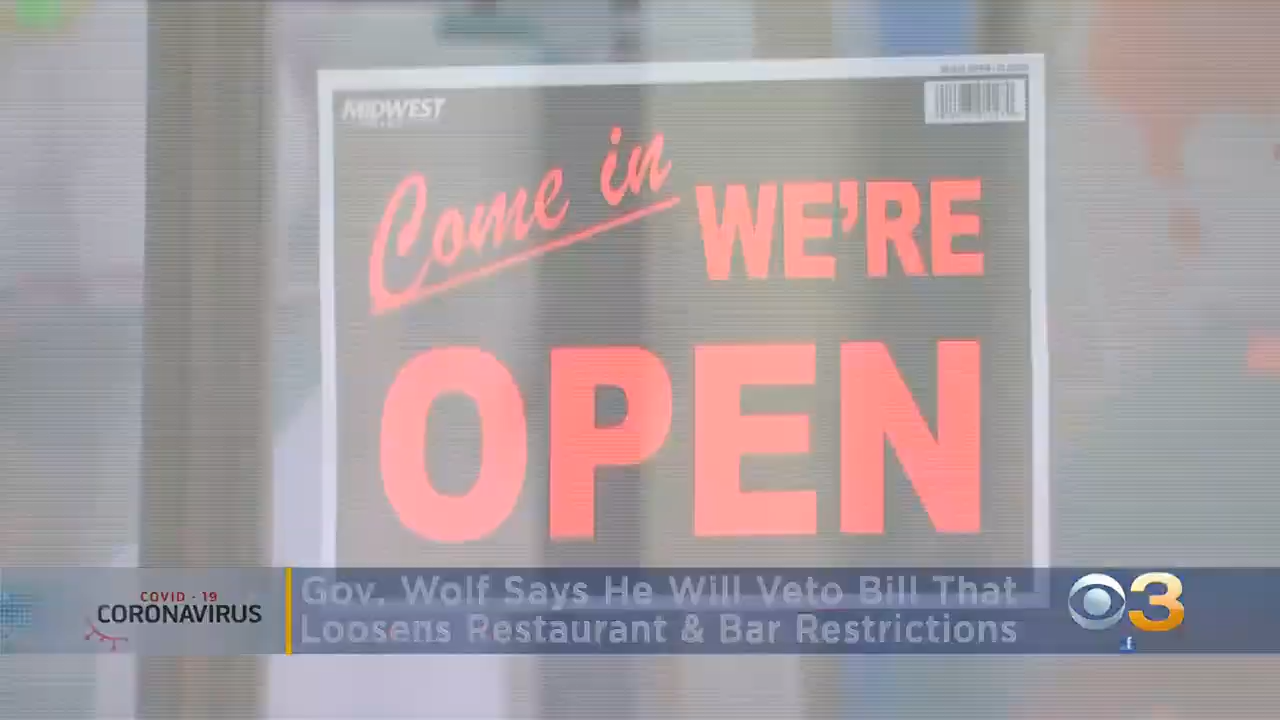 MIDWEST
Come in
WE'RE
OPEN
COVID - 19
CORONAVIRUS
Gov. Wolf Says He Will Veto Bill That
Loosens Restaurant & Bar Restrictions
3
f